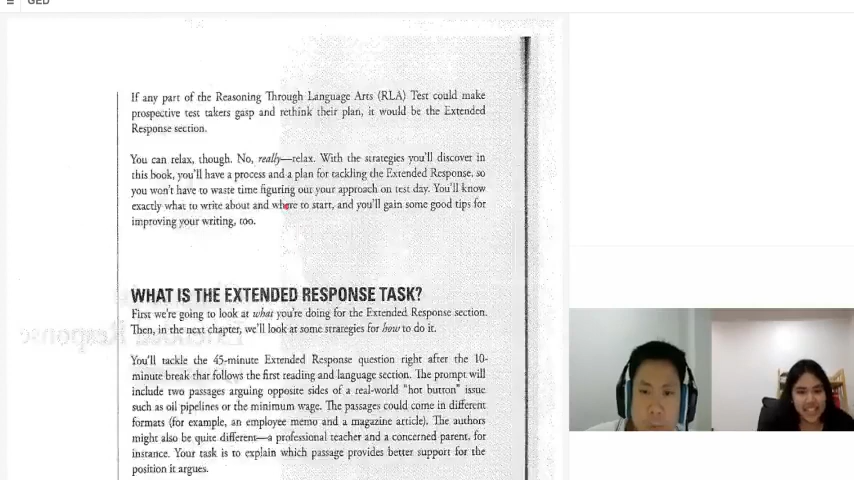 GED
If any part of the Reasoning Through Language Arts (RLA) Test could make
prospective test takers gasp and rethink their plan, it would be the Extended
Response section.
You can relax, though. No, really—relax. With the strategies you'll discover in
this book, you'll have a process and a plan for tackling the Extended Response, so
you won't have to waste time figuring our your approach on test day. You'll know
exactly what to write about and where to start, and you'll gain some good tips for
improving your writing, too.
WHAT IS THE EXTENDED RESPONSE TASK?
First we're going to look at what you're doing for the Extended Response section.
Then, in the next chapter, we'll look at some strategies for how to do it.
You'll tackle the 45-minute Extended Response question right after the 10-
minute break that follows the first reading and language section. The prompt will
include two passages arguing opposite sides of a real-world "hot button" issue
such as oil pipelines or the minimum wage. The passages could come in different
formats (for example, an employee memo and a magazine article). The authors
might also be quite different—a professional teacher and a concerned parent, for
instance. Your task is to explain which passage provides better support for the
position it argues.